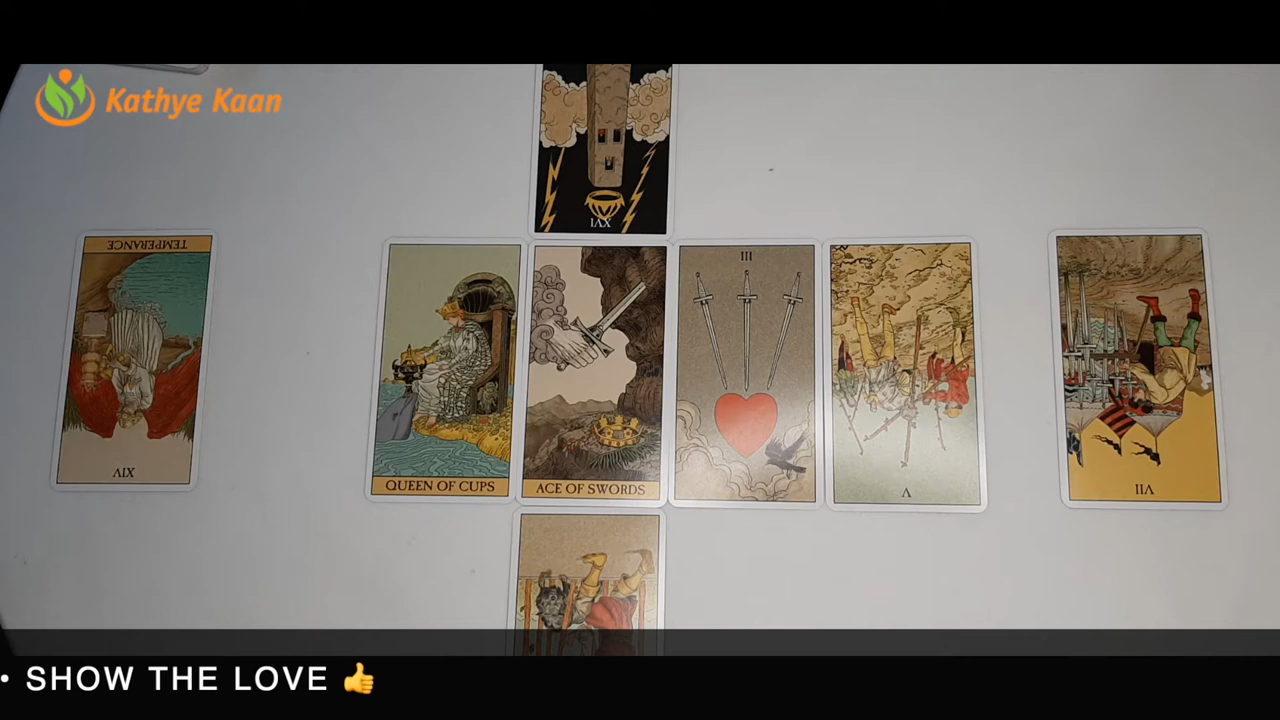 Kathye Kaan
XVI
TEMPERANCE
XIV
QUEEN OF CUPS
ACE OF SWORDS
III
V
VII
• SHOW THE LOVE 👍